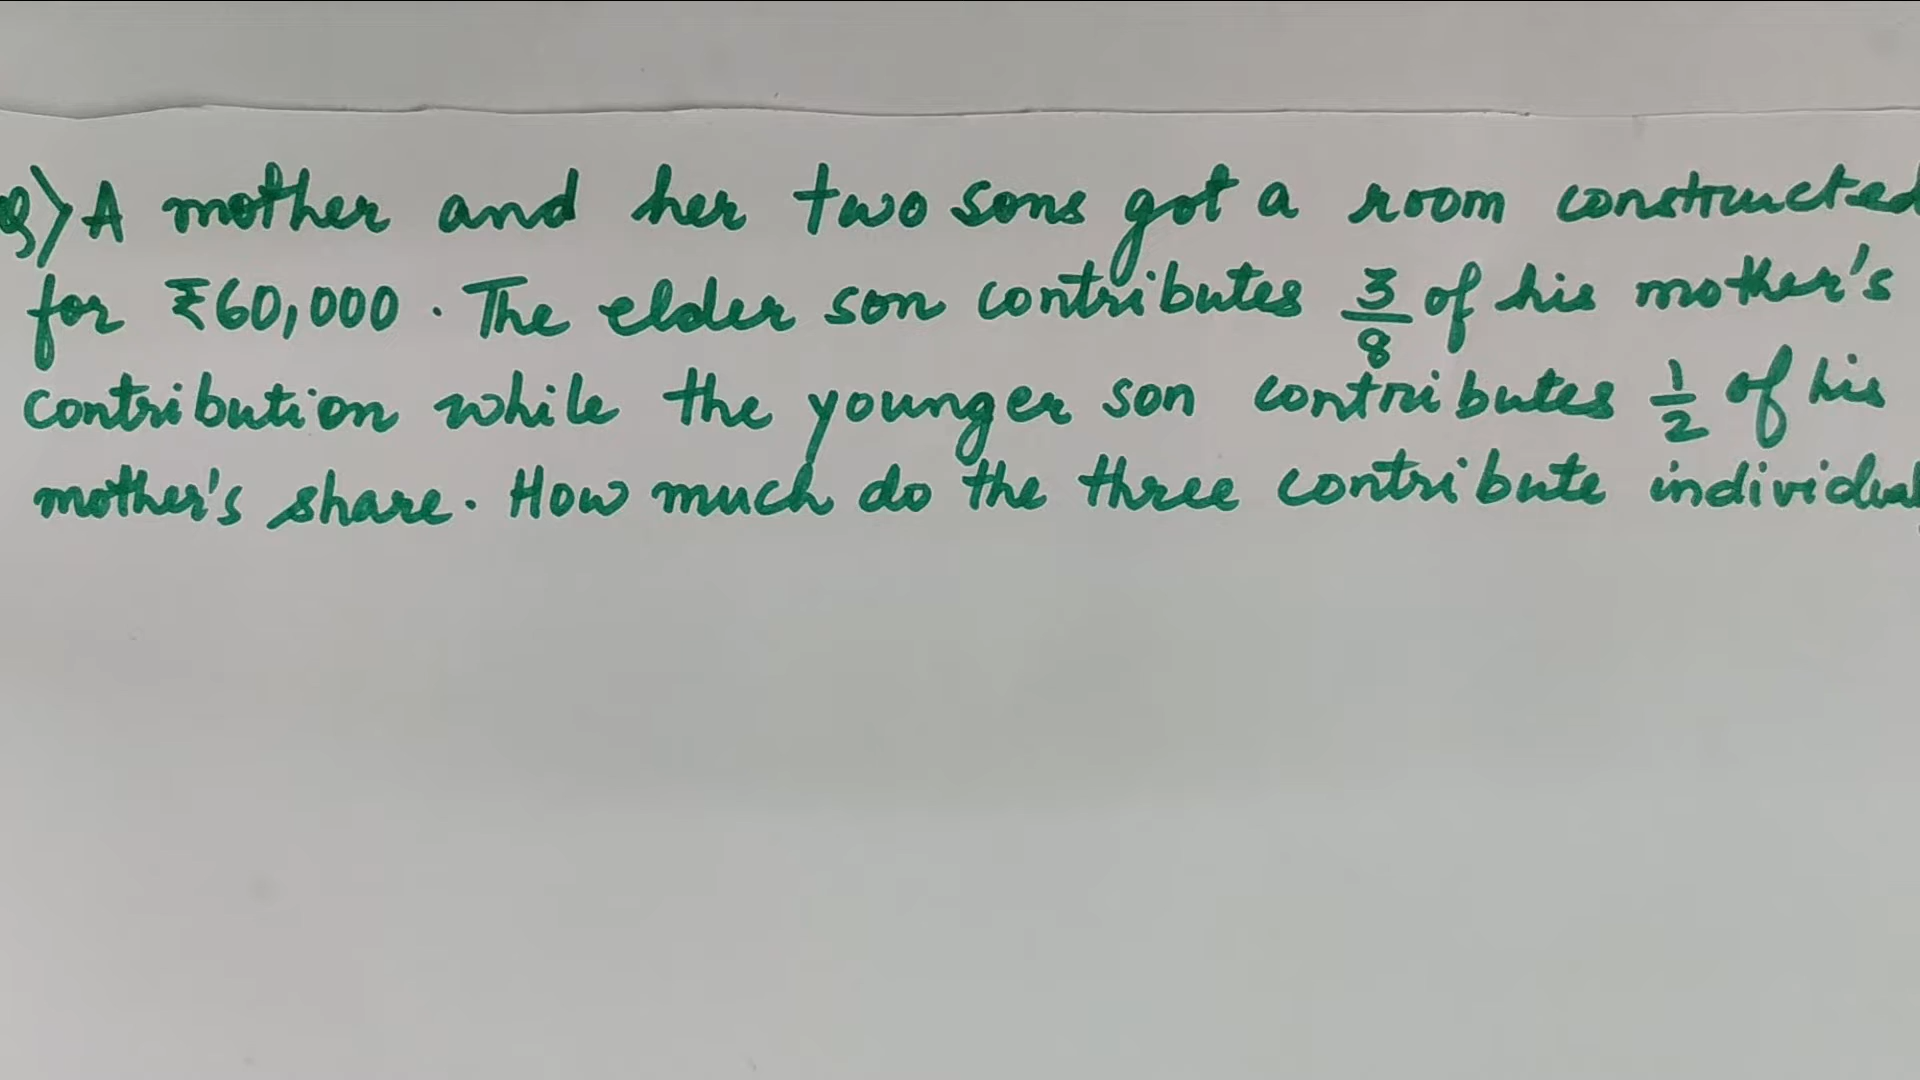 Q) A mother and her two sons got a room constructed
for ₹60,000. The elder son contributes 3/8 of his mother's
contribution while the younger son contributes 1/2 of his
mother's share. How much do the three contribute individual